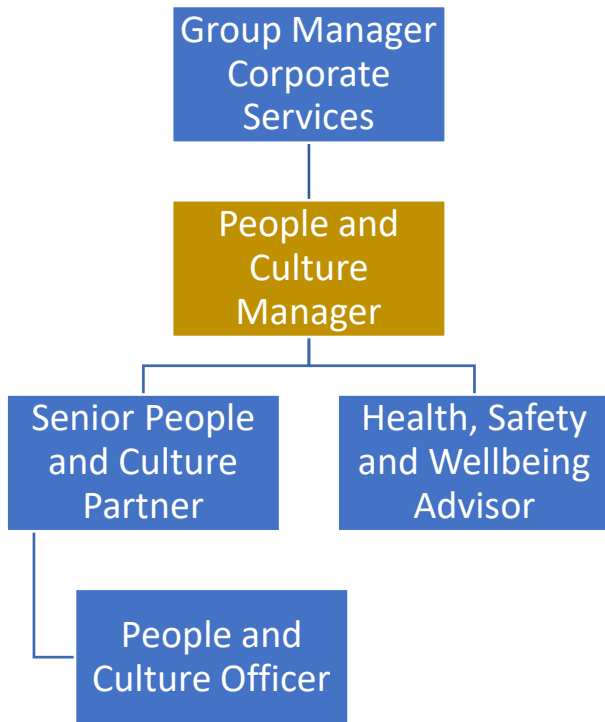 Group Manager
Corporate
Services
People and
Culture
Manager
Senior People
and Culture
Partner
Health, Safety
and Wellbeing
Advisor
People and
Culture Officer